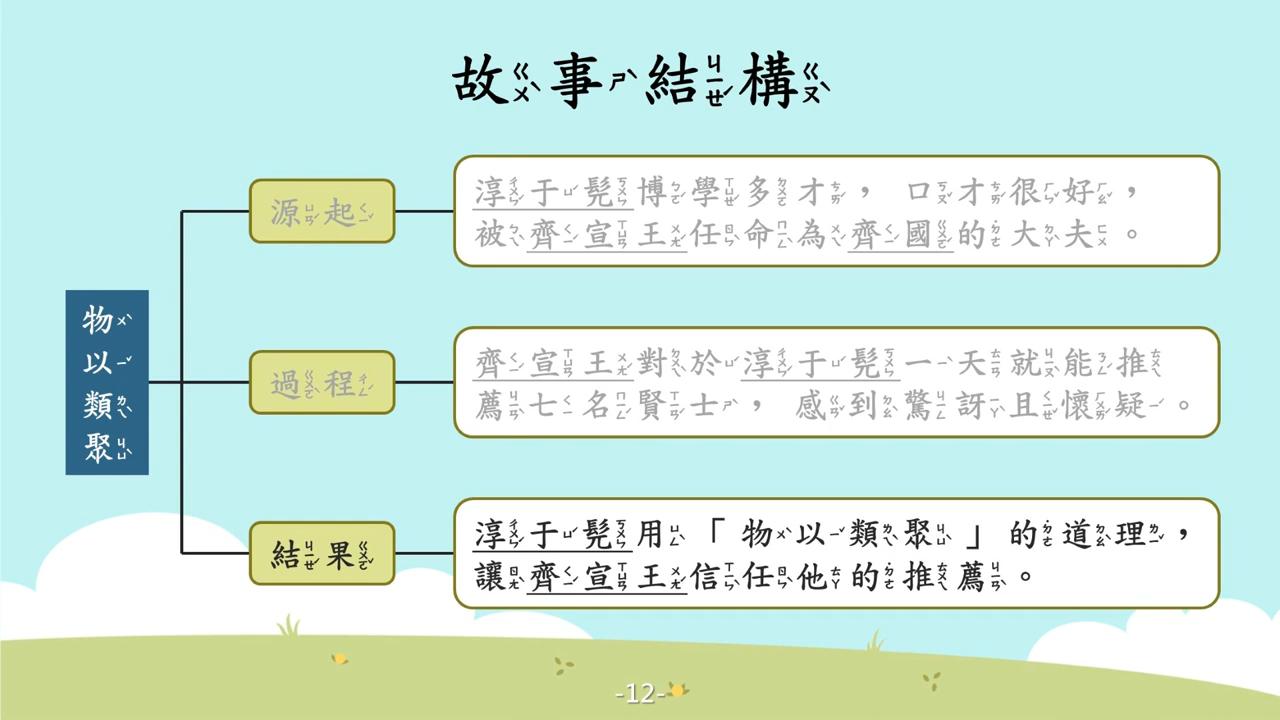 故事結構
物以類聚
源起
淳于髡博學多才，口才很好，
被齊宣王任命為齊國的大夫。
過程
齊宣王對於淳于髡一天就能推
薦七名賢士，感到驚訝且懷疑。
結果
淳于髡用「物以類聚」的道理，
讓齊宣王信任他的推薦。
-12-